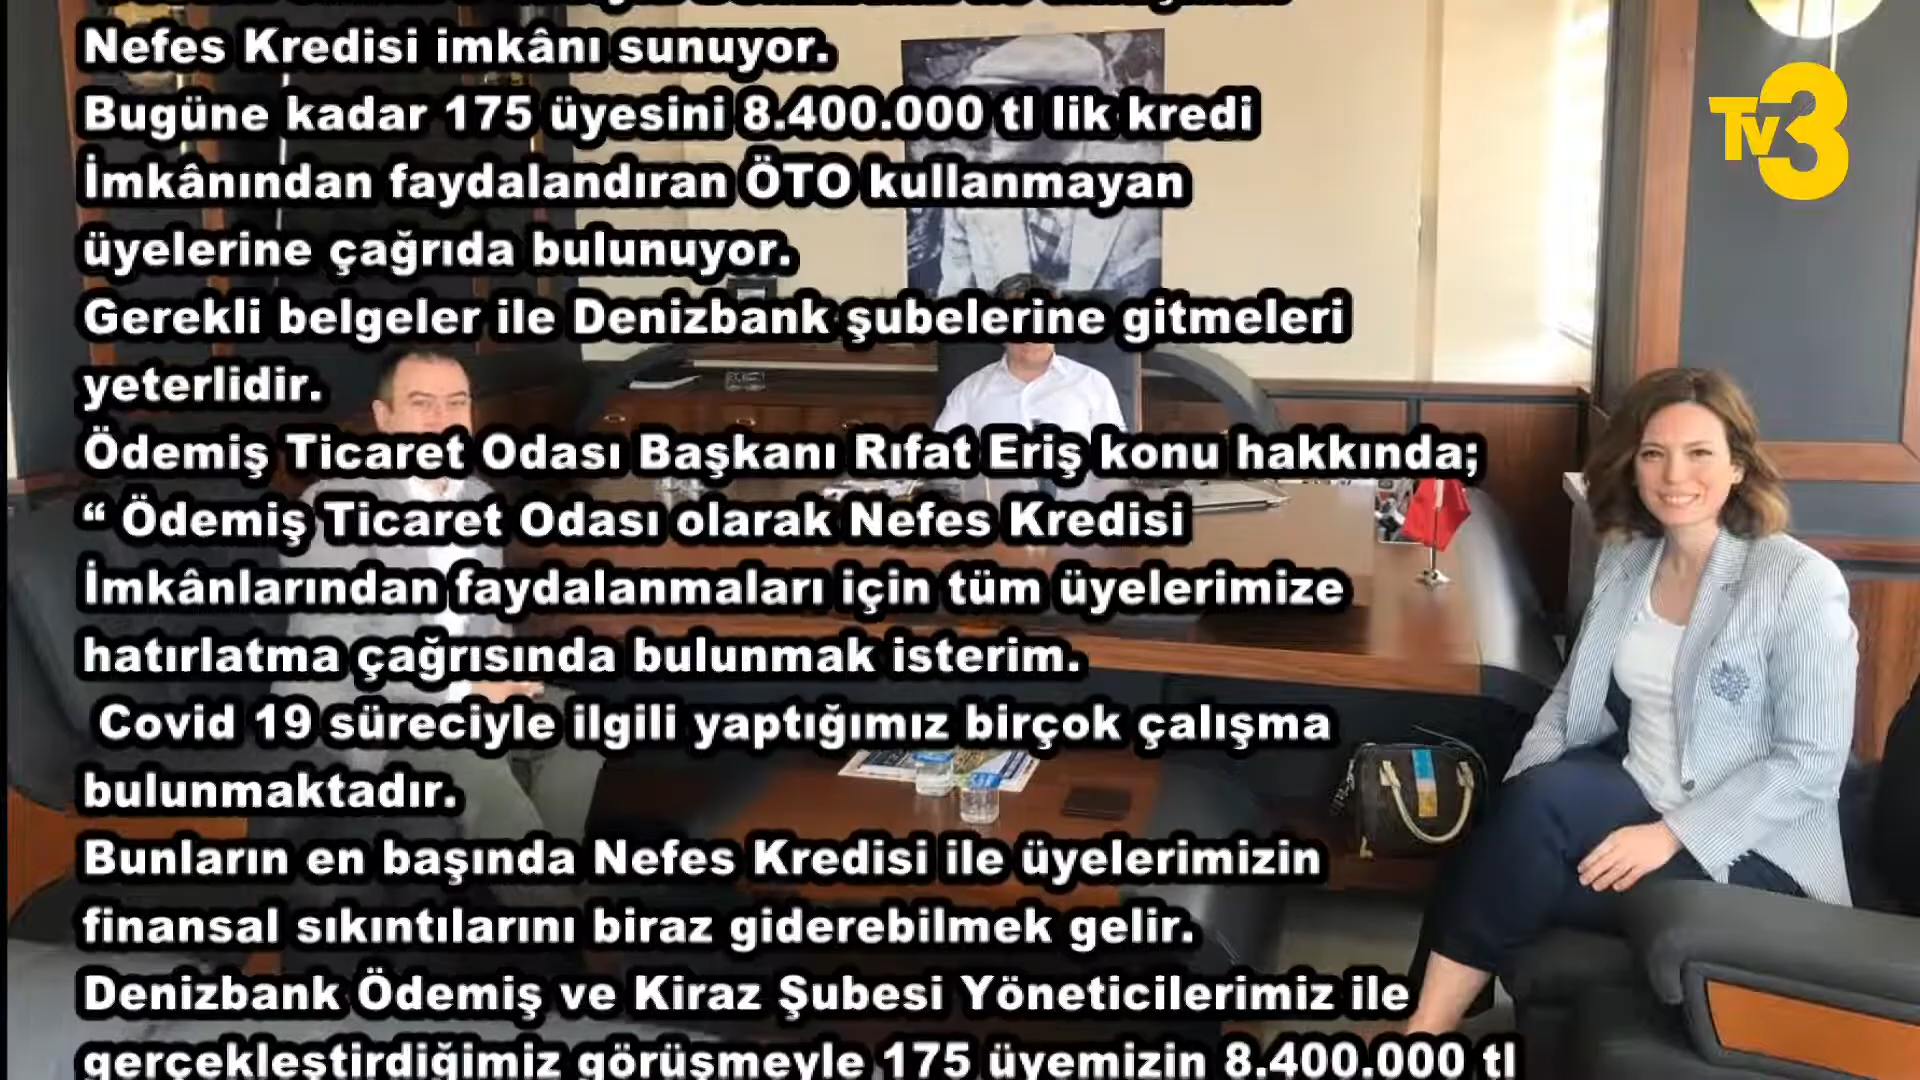 Nefes Kredisi imkânı sunuyor.
Bugüne kadar 175 üyesini 8.400.000 tl lik kredi
İmkânından faydalandıran ÖTO kullanmayan
üyelerine çağrıda bulunuyor.
Gerekli belgeler ile Denizbank şubelerine gitmeleri
yeterlidir.
Ödemiş Ticaret Odası Başkanı Rıfat Eriş konu hakkında;
“ Ödemiş Ticaret Odası olarak Nefes Kredisi
İmkânlarından faydalanmaları için tüm üyelerimize
hatırlatma çağrısında bulunmak isterim.
Covid 19 süreciyle ilgili yaptığımız birçok çalışma
bulunmaktadır.
Bunların en başında Nefes Kredisi ile üyelerimizin
finansal sıkıntılarını biraz giderebilmek gelir.
Denizbank Ödemiş ve Kiraz Şubesi Yöneticilerimiz ile
gerçekleştirdiğimiz görüşmeyle 175 üyemizin 8.400.000 tl
Tv3